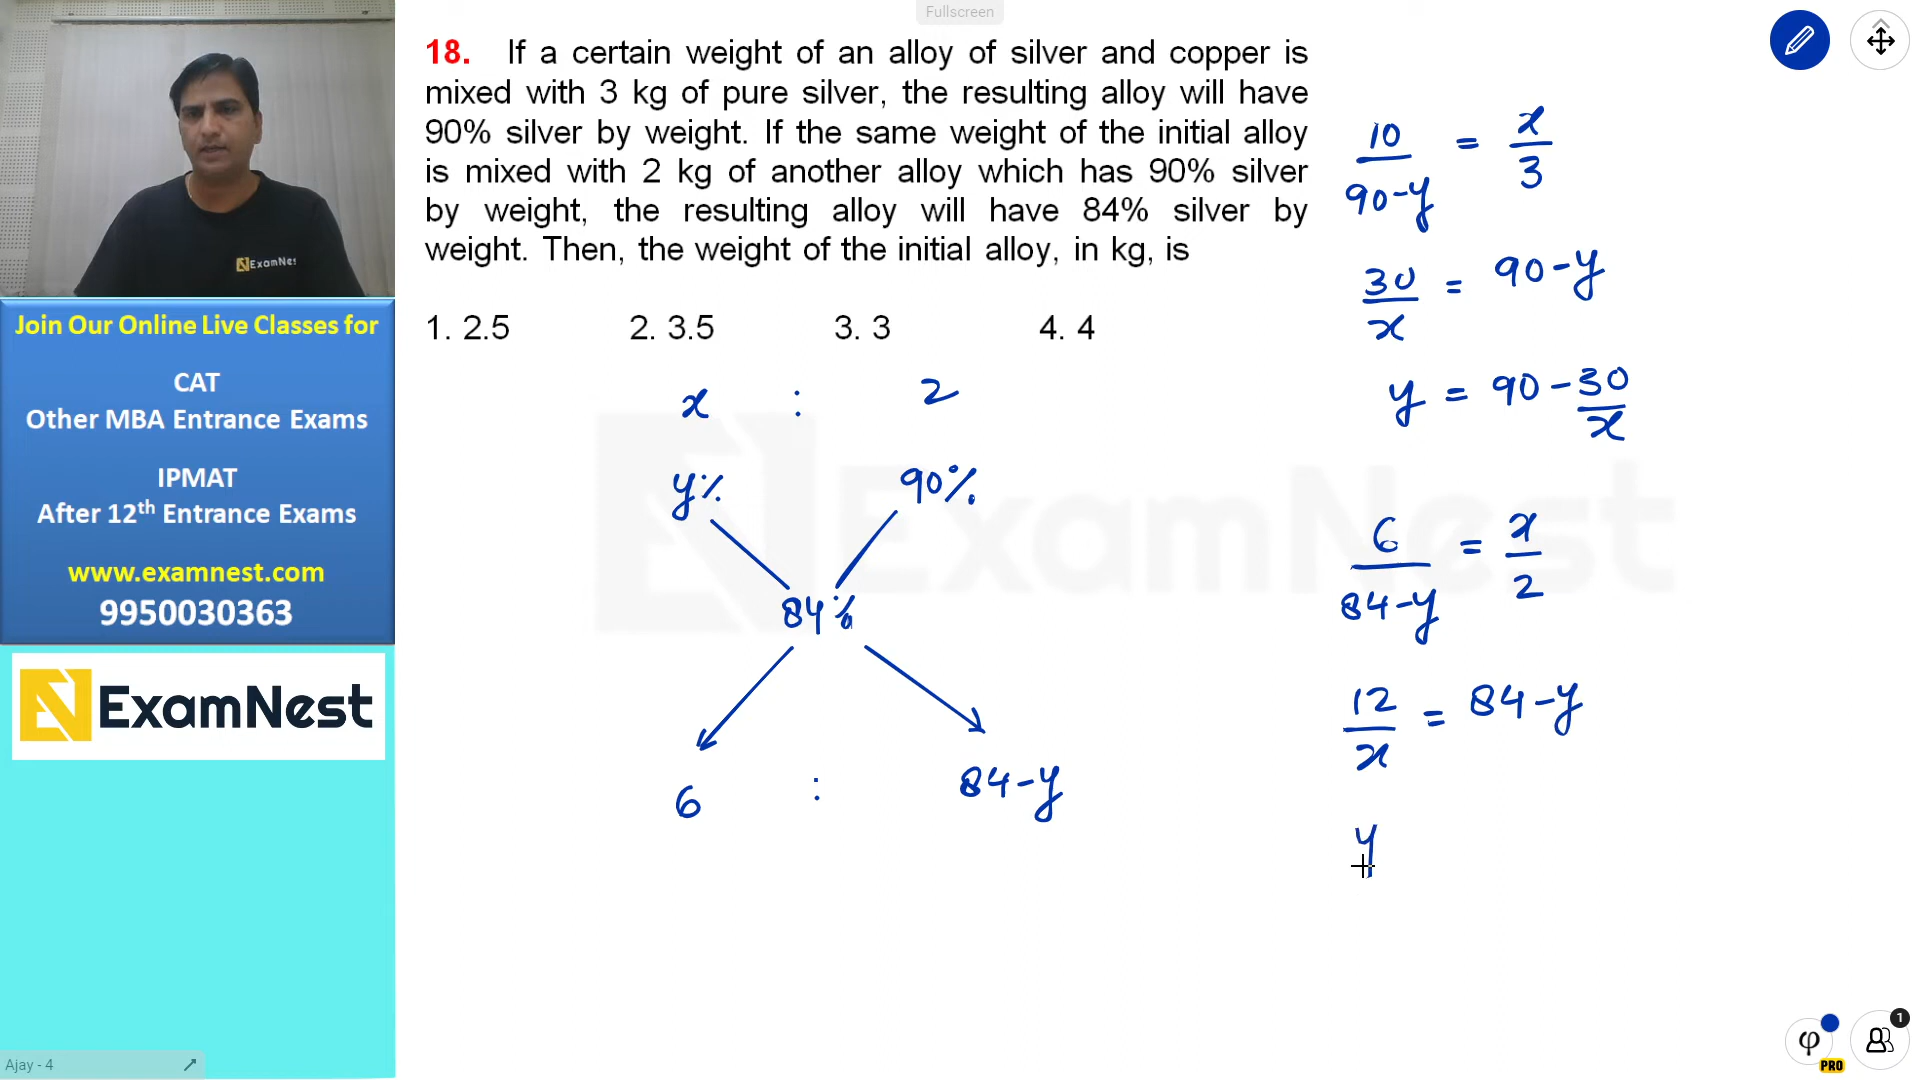 Fullscreen
18. If a certain weight of an alloy of silver and copper is
mixed with 3 kg of pure silver, the resulting alloy will have
90% silver by weight. If the same weight of the initial alloy
is mixed with 2 kg of another alloy which has 90% silver
by weight, the resulting alloy will have 84% silver by
weight. Then, the weight of the initial alloy, in kg, is
1. 2.5 2. 3.5 3. 3 4. 4
x : 2
y% 90%
84%
6 : 84-y
10/90-y = x/3
30/x = 90-y
y = 90-30/x
6/84-y = x/2
12/x = 84-y
y
ExamNest
ExamNest
Join Our Online Live Classes for
CAT
Other MBA Entrance Exams
IPMAT
After 12th Entrance Exams
www.examnest.com
9950030363
ExamNest
Ajay - 4
φ
PRO
1